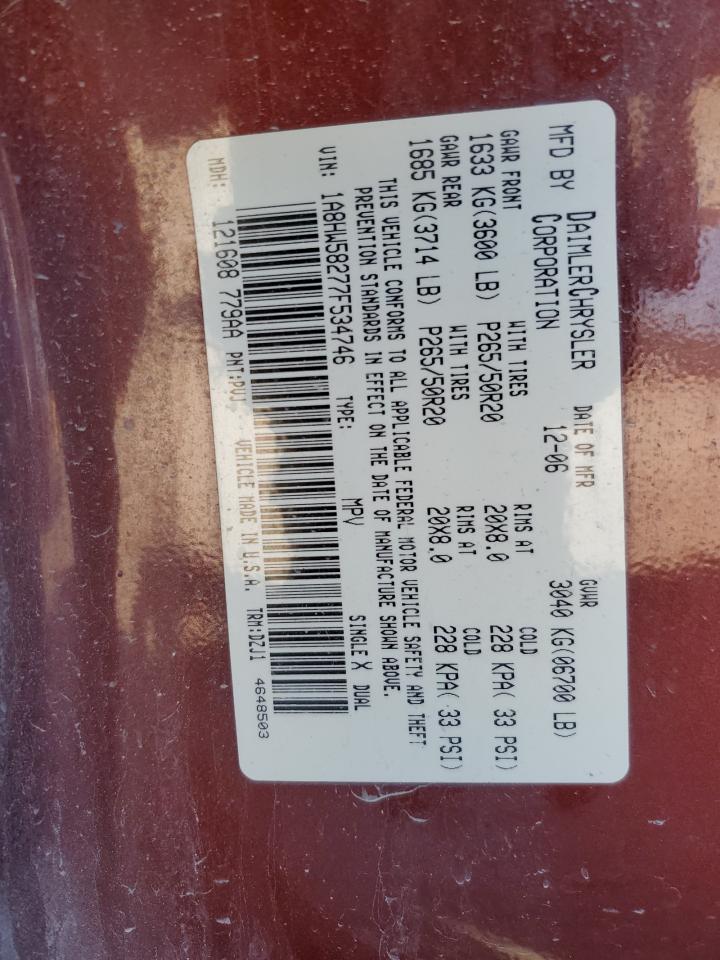 MFD BY DAIMLERCHRYSLER CORPORATION DATE OF MFR 12-06 GVWR 3040 KG(06700 LB)
GAWR FRONT WITH TIRES RIMS AT COLD
1633 KG(3600 LB) P265/50R20 20X8.0 228 KPA( 33 PSI)
GAWR REAR WITH TIRES RIMS AT COLD
1685 KG(3714 LB) P265/50R20 20X8.0 228 KPA( 33 PSI)
THIS VEHICLE CONFORMS TO ALL APPLICABLE FEDERAL MOTOR VEHICLE SAFETY AND THEFT
PREVENTION STANDARDS IN EFFECT ON THE DATE OF MANUFACTURE SHOWN ABOVE.
VIN: 1A8HW58277F534746 TYPE: MPV SINGLE X DUAL
MDH: 121608 779AA PNT:PVJ VEHICLE MADE IN U.S.A. TRM:DZJ1 4648503